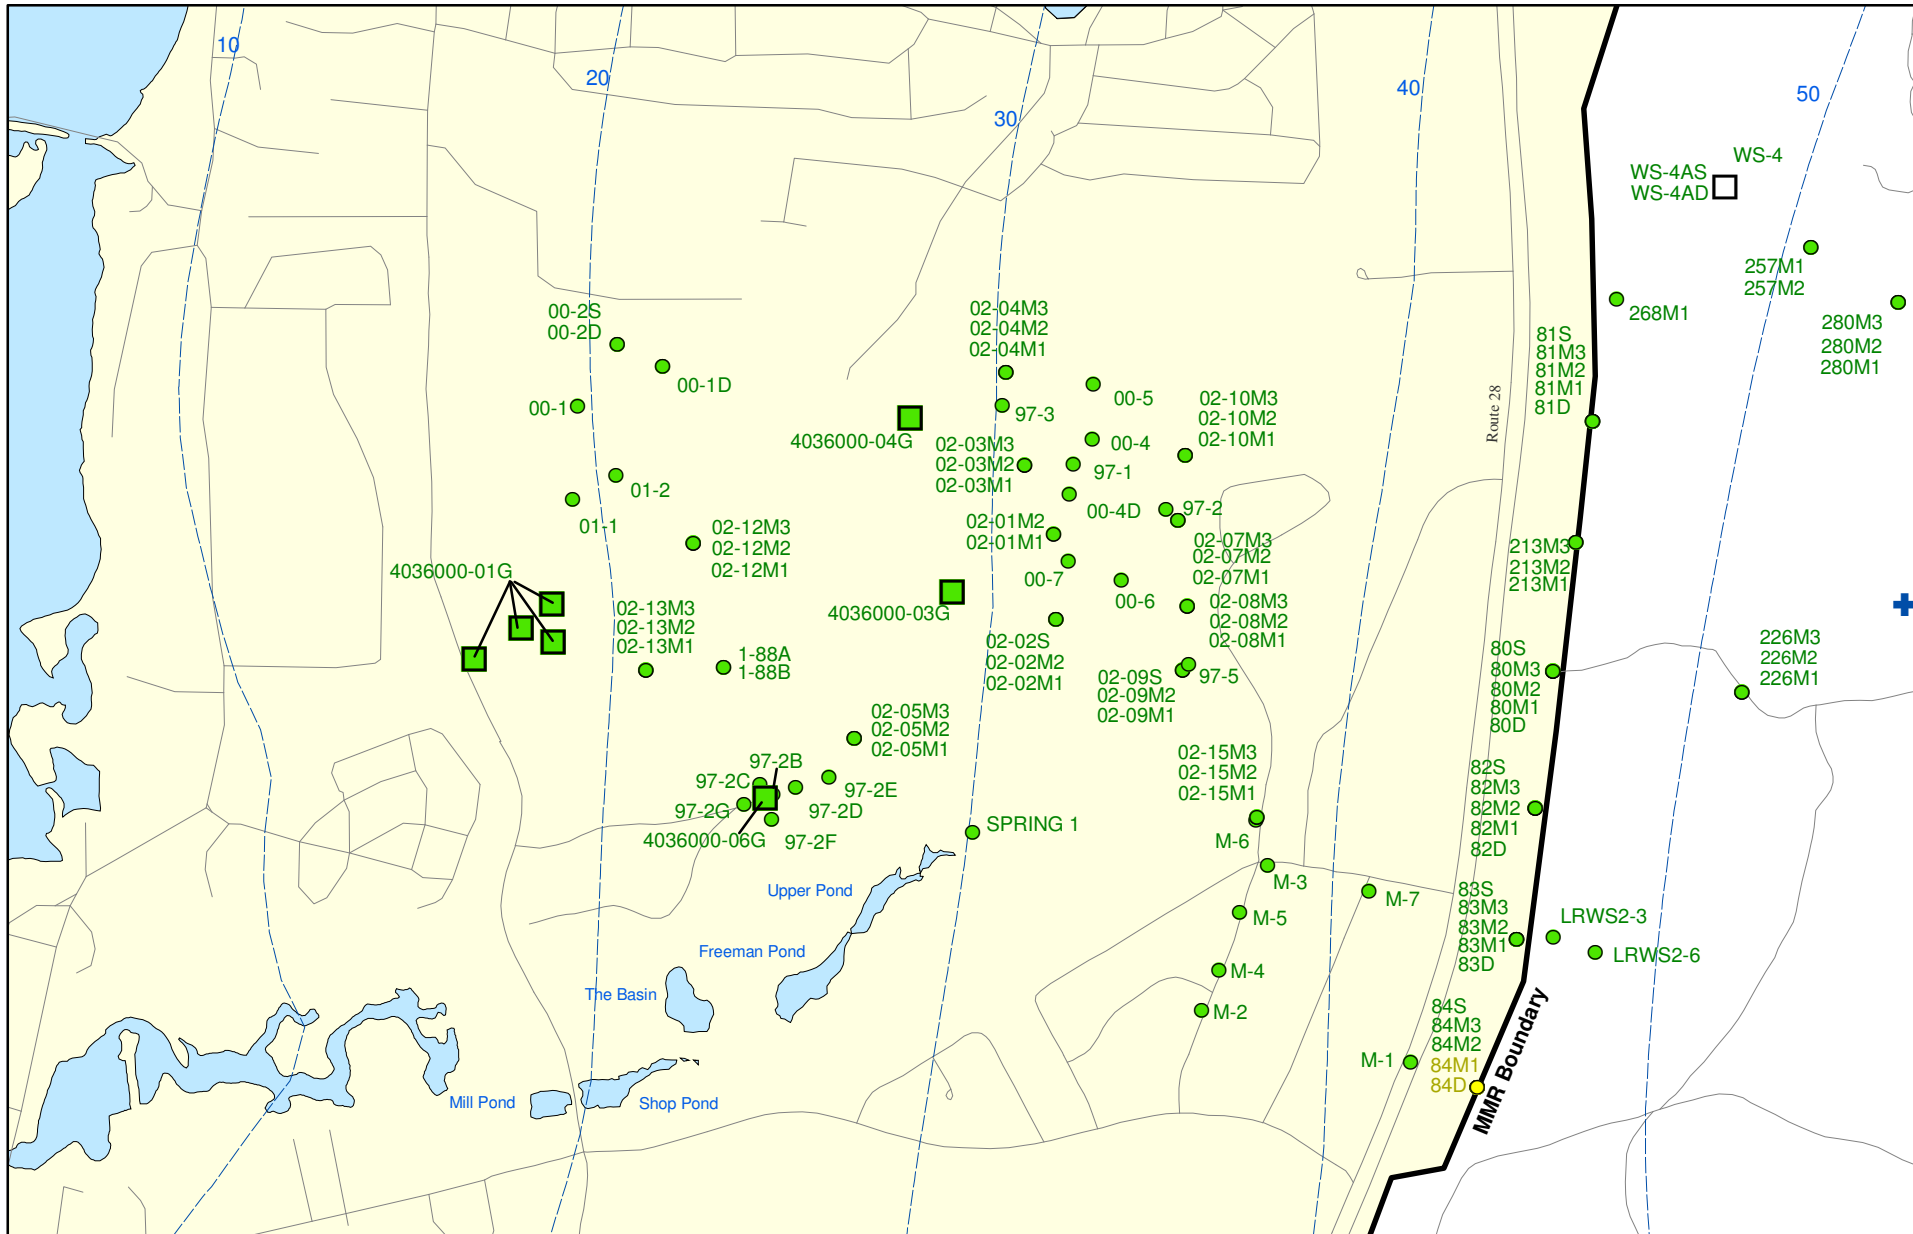 10
20
30
40
50
WS-4
WS-4AS
WS-4AD
257M1
257M2
268M1
280M3
280M2
280M1
00-2S
00-2D
00-1D
00-1
02-04M3
02-04M2
02-04M1
97-3
00-5
4036000-04G
02-03M3
02-03M2
02-03M1
00-4
97-1
02-10M3
02-10M2
02-10M1
Route 28
81S
81M3
81M2
81M1
81D
01-2
01-1
00-4D
97-2
02-01M2
02-01M1
02-12M3
02-12M2
02-12M1
4036000-01G
00-7
00-6
02-07M3
02-07M2
02-07M1
213M3
213M2
213M1
4036000-03G
02-13M3
02-13M2
02-13M1
02-08M3
02-08M2
02-08M1
1-88A
1-88B
02-02S
02-02M2
02-02M1
97-5
02-09S
02-09M2
02-09M1
80S
80M3
80M2
80M1
80D
226M3
226M2
226M1
02-05M3
02-05M2
02-05M1
97-2B
97-2C
97-2E
97-2G
97-2D
4036000-06G
97-2F
02-15M3
02-15M2
02-15M1
M-6
82S
82M3
82M2
82M1
82D
SPRING 1
M-3
M-7
M-5
Upper Pond
83S
83M3
83M2
83M1
83D
LRWS2-3
LRWS2-6
Freeman Pond
M-4
The Basin
M-2
84S
84M3
84M2
84M1
84D
M-1
MMR Boundary
Mill Pond
Shop Pond